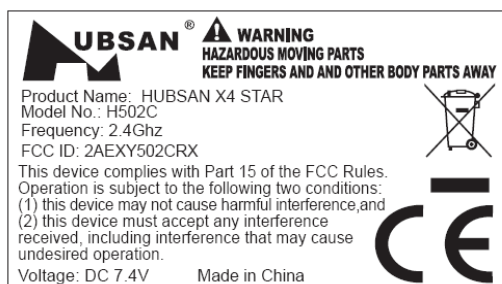 HUBSAN® WARNING
HAZARDOUS MOVING PARTS
KEEP FINGERS AND AND OTHER BODY PARTS AWAY
Product Name: HUBSAN X4 STAR
Model No.: H502C
Frequency: 2.4Ghz
FCC ID: 2AEXY502CRX
This device complies with Part 15 of the FCC Rules.
Operation is subject to the following two conditions:
(1) this device may not cause harmful interference,and
(2) this device must accept any interference
received, including interference that may cause
undesired operation.
Voltage: DC 7.4V Made in China
CE